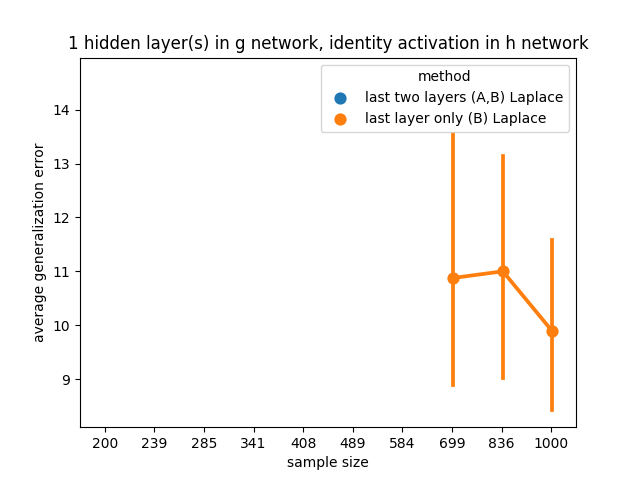 1 hidden layer(s) in g network, identity activation in h network
method
last two layers (A,B) Laplace
last layer only (B) Laplace
14
13
12
11
10
9
average generalization error
200 239 285 341 408 489 584 699 836 1000
sample size